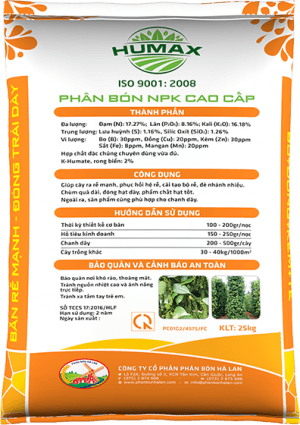 HUMAX
ISO 9001: 2008
PHÂN BÓN NPK CAO CẤP
THÀNH PHẦN
Đa lượng: Đạm (N): 17.27%; Lân (P₂O₅): 8.16%; Kali (K₂O): 16.18%
Trung lượng: Lưu huỳnh (S): 1.16%, Silic Oxit (SiO₂): 1.26%
Vi lượng: Bo (B): 30ppm, Đồng (Cu): 20ppm, Kẽm (Zn): 30ppm
Sắt (Fe): 8ppm, Mangan (Mn): 20ppm
Hợp chất đặc chủng chuyên dùng vừa đủ.
K-Humate, rong biển: 2%
CÔNG DỤNG
Giúp cây ra rễ mạnh, phục hồi rễ, cải tạo bộ rễ, đẻ nhánh nhiều.
Chùm quả dài, đóng hạt dày, phẩm chất hạt tốt.
Ngoài ra, sản phẩm cũng phù hợp cho chanh dây.
HƯỚNG DẪN SỬ DỤNG
Thời kỳ thiết kế cơ bản 100 - 200gr/nọc
Hồ tiêu kinh doanh 150 - 250gr/nọc
Chanh dây 200 - 500gr/cây
Cây trồng khác 30 - 40kg/1000m²
BẢO QUẢN VÀ CẢNH BÁO AN TOÀN
Bảo quản nơi khô ráo, thoáng mát.
Tránh nguồn nhiệt cao và ánh nắng
trực tiếp.
Tránh xa tầm tay trẻ em.
Số TCCS 17:2016/HLF
Hạn sử dụng: 2 năm
Ngày sản xuất:
KLT: 25kg
BẢN RỄ MẠNH - ĐÓNG TRÁI DÀY
CÔNG TY CỔ PHẦN PHÂN BÓN HÀ LAN